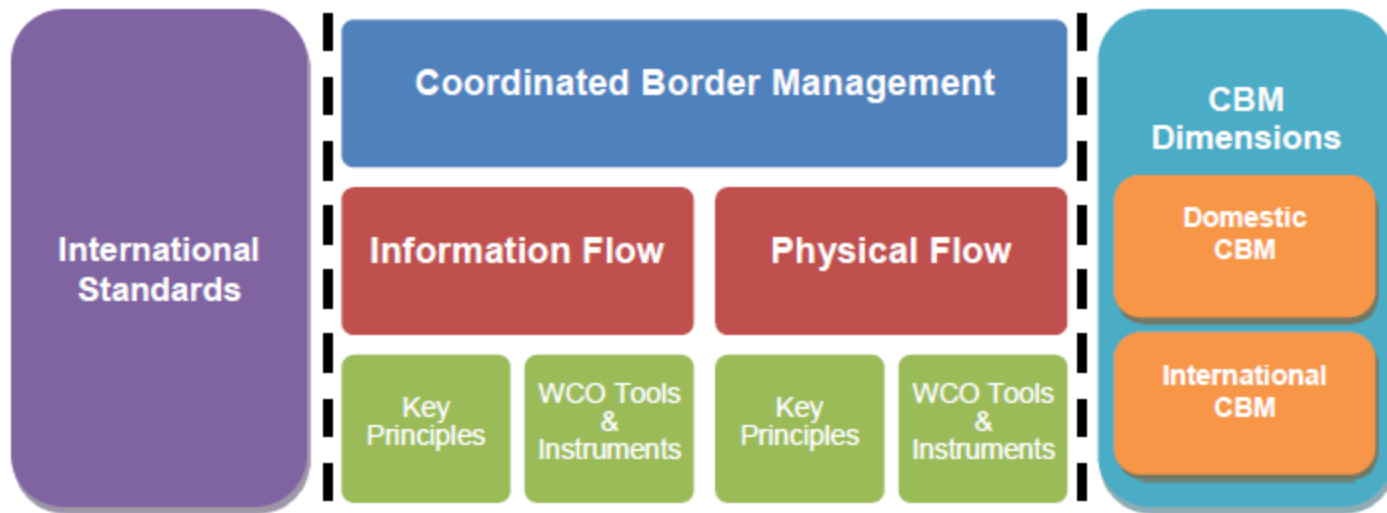 International
Standards
Coordinated Border Management
Information Flow
Physical Flow
Key
Principles
WCO Tools
&
Instruments
Key
Principles
WCO Tools
&
Instruments
CBM
Dimensions
Domestic
CBM
International
CBM